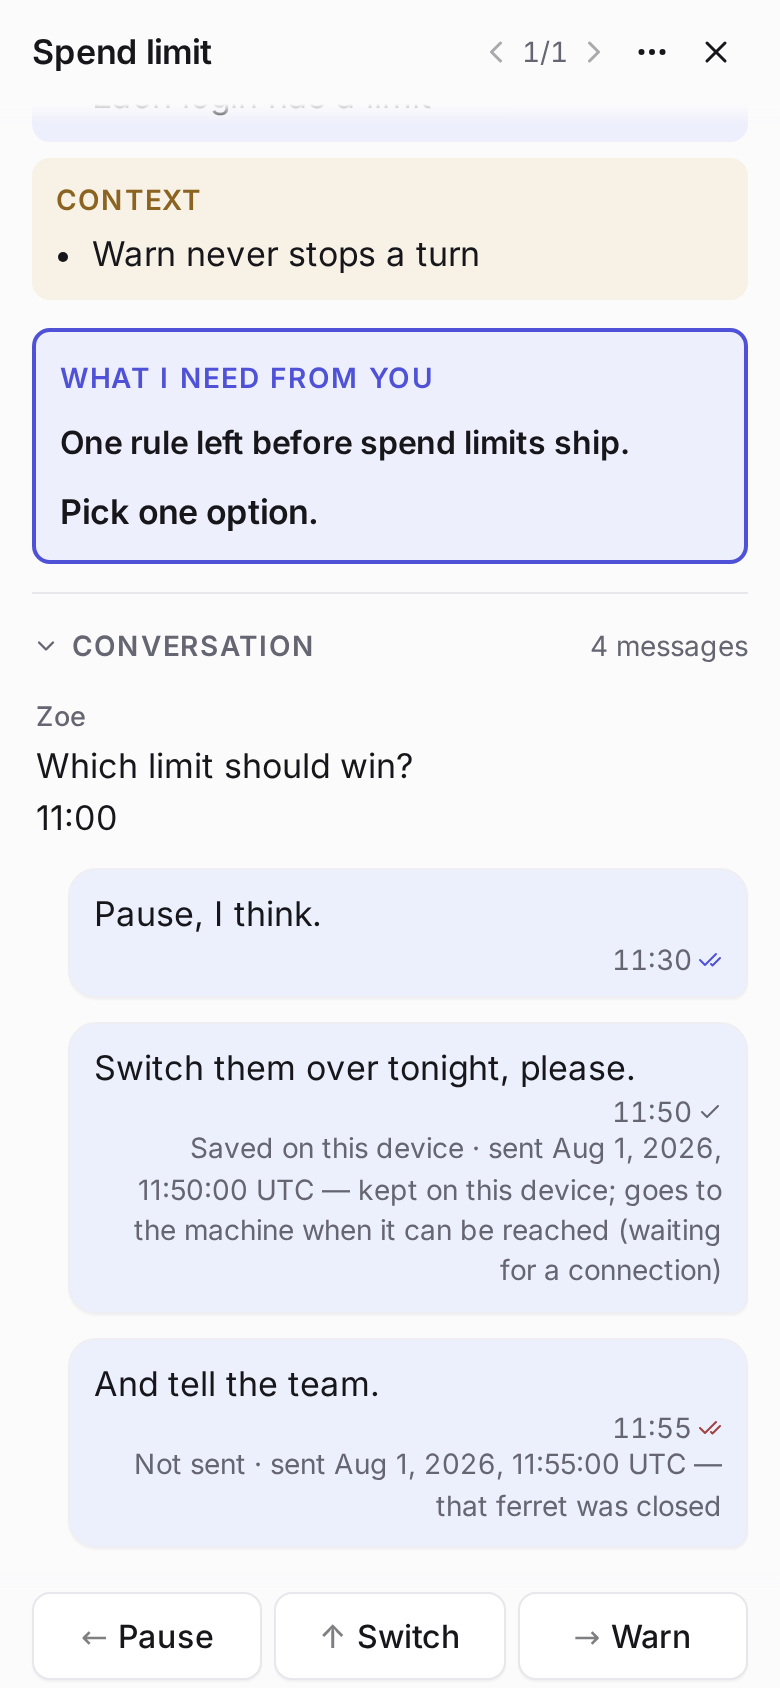 Spend limit
1/1
CONTEXT
• Warn never stops a turn
WHAT I NEED FROM YOU
One rule left before spend limits ship.
Pick one option.
CONVERSATION
4 messages
Zoe
Which limit should win?
11:00
Pause, I think.
11:30
Switch them over tonight, please.
11:50
Saved on this device · sent Aug 1, 2026,
11:50:00 UTC — kept on this device; goes to
the machine when it can be reached (waiting
for a connection)
And tell the team.
11:55
Not sent · sent Aug 1, 2026, 11:55:00 UTC —
that ferret was closed
← Pause
↑ Switch
→ Warn